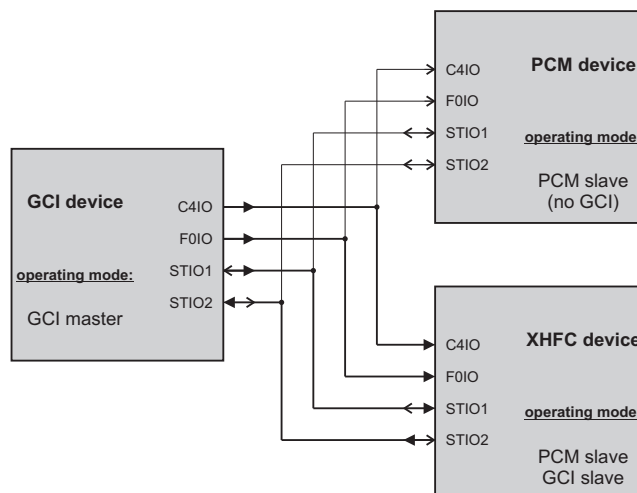 GCI device
operating mode:
GCI master
C4IO
F0IO
STIO1
STIO2
C4IO
F0IO
STIO1
STIO2
PCM device
operating mode
PCM slave
(no GCI)
C4IO
F0IO
STIO1
STIO2
XHFC device
operating mode
PCM slave
GCI slave